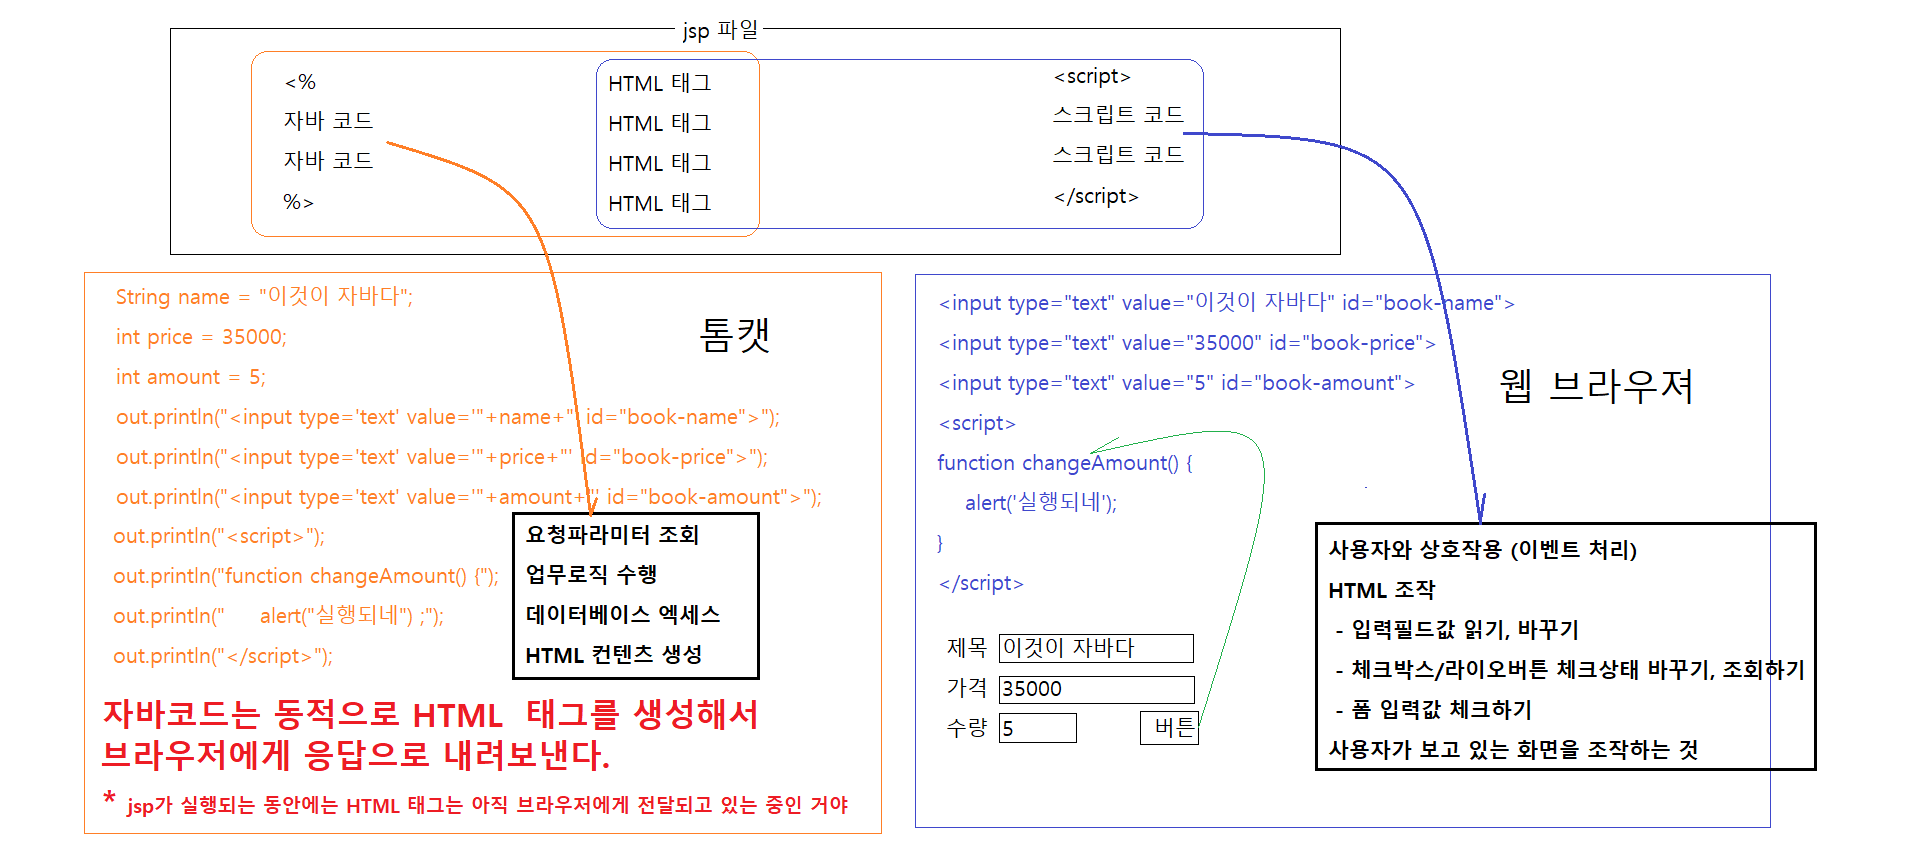 jsp 파일
<%
자바 코드
자바 코드
%>
HTML 태그
HTML 태그
HTML 태그
HTML 태그
<script>
스크립트 코드
스크립트 코드
</script>
String name = "이것이 자바다";
int price = 35000;
int amount = 5;
out.println("<input type='text' value='"+name+"' id="book-name">");
out.println("<input type='text' value='"+price+"' id="book-price">");
out.println("<input type='text' value='"+amount+"' id="book-amount">");
out.println("<script>");
out.println("function changeAmount() {");
out.println("     alert("실행되네") ;");
out.println("</script>");
톰캣
요청파라미터 조회
업무로직 수행
데이터베이스 엑세스
HTML 컨텐츠 생성
자바코드는 동적으로 HTML  태그를 생성해서
브라우저에게 응답으로 내려보낸다.
* jsp가 실행되는 동안에는 HTML 태그는 아직 브라우저에게 전달되고 있는 중인 거야
<input type="text" value="이것이 자바다" id="book-name">
<input type="text" value="35000" id="book-price">
<input type="text" value="5" id="book-amount">
<script>
function changeAmount() {
    alert('실행되네');
}
</script>
웹 브라우져
제목 이것이 자바다
가격 35000
수량 5 버튼
사용자와 상호작용 (이벤트 처리)
HTML 조작
- 입력필드값 읽기, 바꾸기
- 체크박스/라이오버튼 체크상태 바꾸기, 조회하기
- 폼 입력값 체크하기
사용자가 보고 있는 화면을 조작하는 것